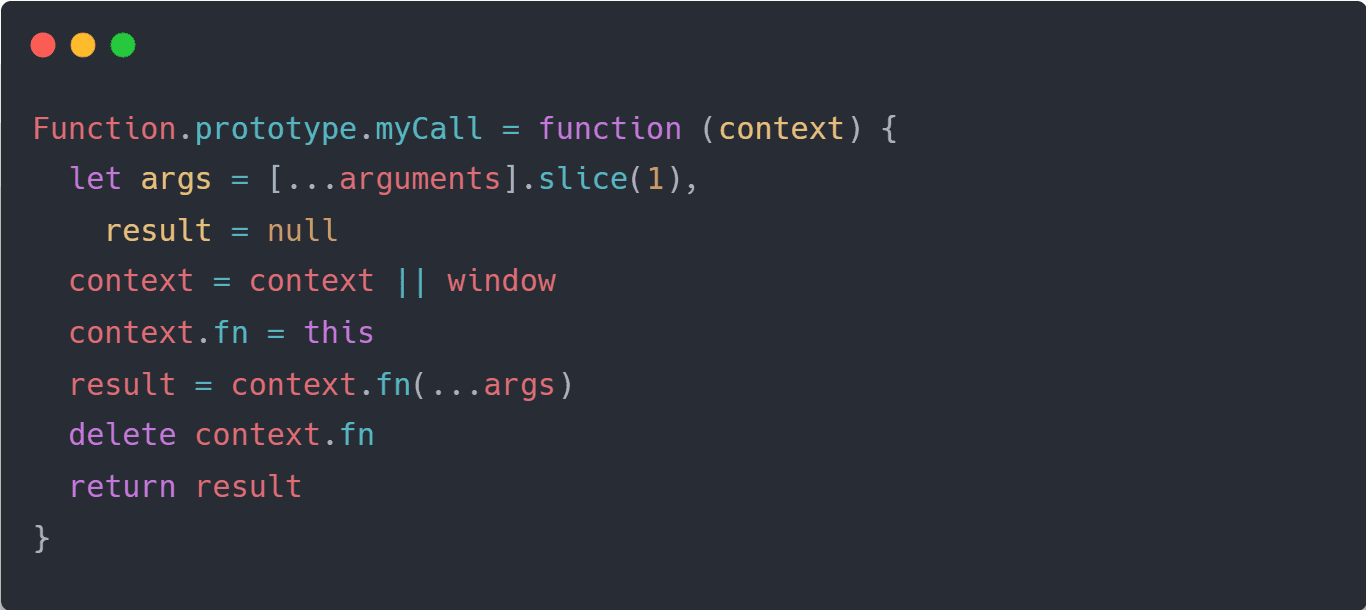 Function.prototype.myCall = function (context) {
  let args = [...arguments].slice(1),
    result = null
  context = context || window
  context.fn = this
  result = context.fn(...args)
  delete context.fn
  return result
}